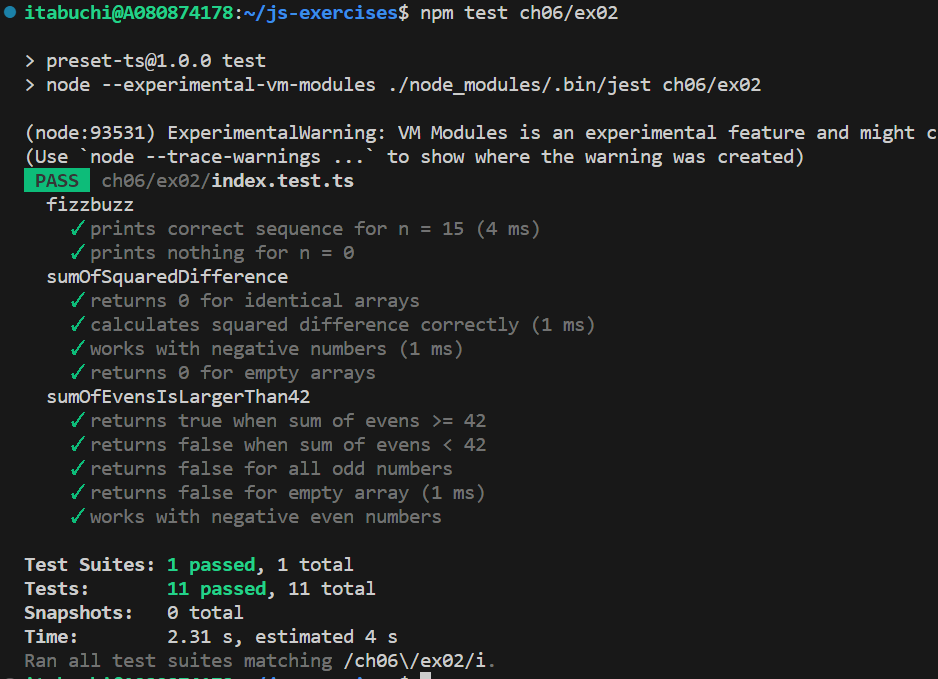 itabuchi@A080874178:~/js-exercises$ npm test ch06/ex02
> preset-ts@1.0.0 test
> node --experimental-vm-modules ./node_modules/.bin/jest ch06/ex02
(node:93531) ExperimentalWarning: VM Modules is an experimental feature and might c
(Use `node --trace-warnings ...` to show where the warning was created)
PASS ch06/ex02/index.test.ts
fizzbuzz
✓ prints correct sequence for n = 15 (4 ms)
✓ prints nothing for n = 0
sumOfSquaredDifference
✓ returns 0 for identical arrays
✓ calculates squared difference correctly (1 ms)
✓ works with negative numbers (1 ms)
✓ returns 0 for empty arrays
sumOfEvensIsLargerThan42
✓ returns true when sum of evens >= 42
✓ returns false when sum of evens < 42
✓ returns false for all odd numbers
✓ returns false for empty array (1 ms)
✓ works with negative even numbers
Test Suites: 1 passed, 1 total
Tests: 11 passed, 11 total
Snapshots: 0 total
Time: 2.31 s, estimated 4 s
Ran all test suites matching /ch06\/ex02/i.